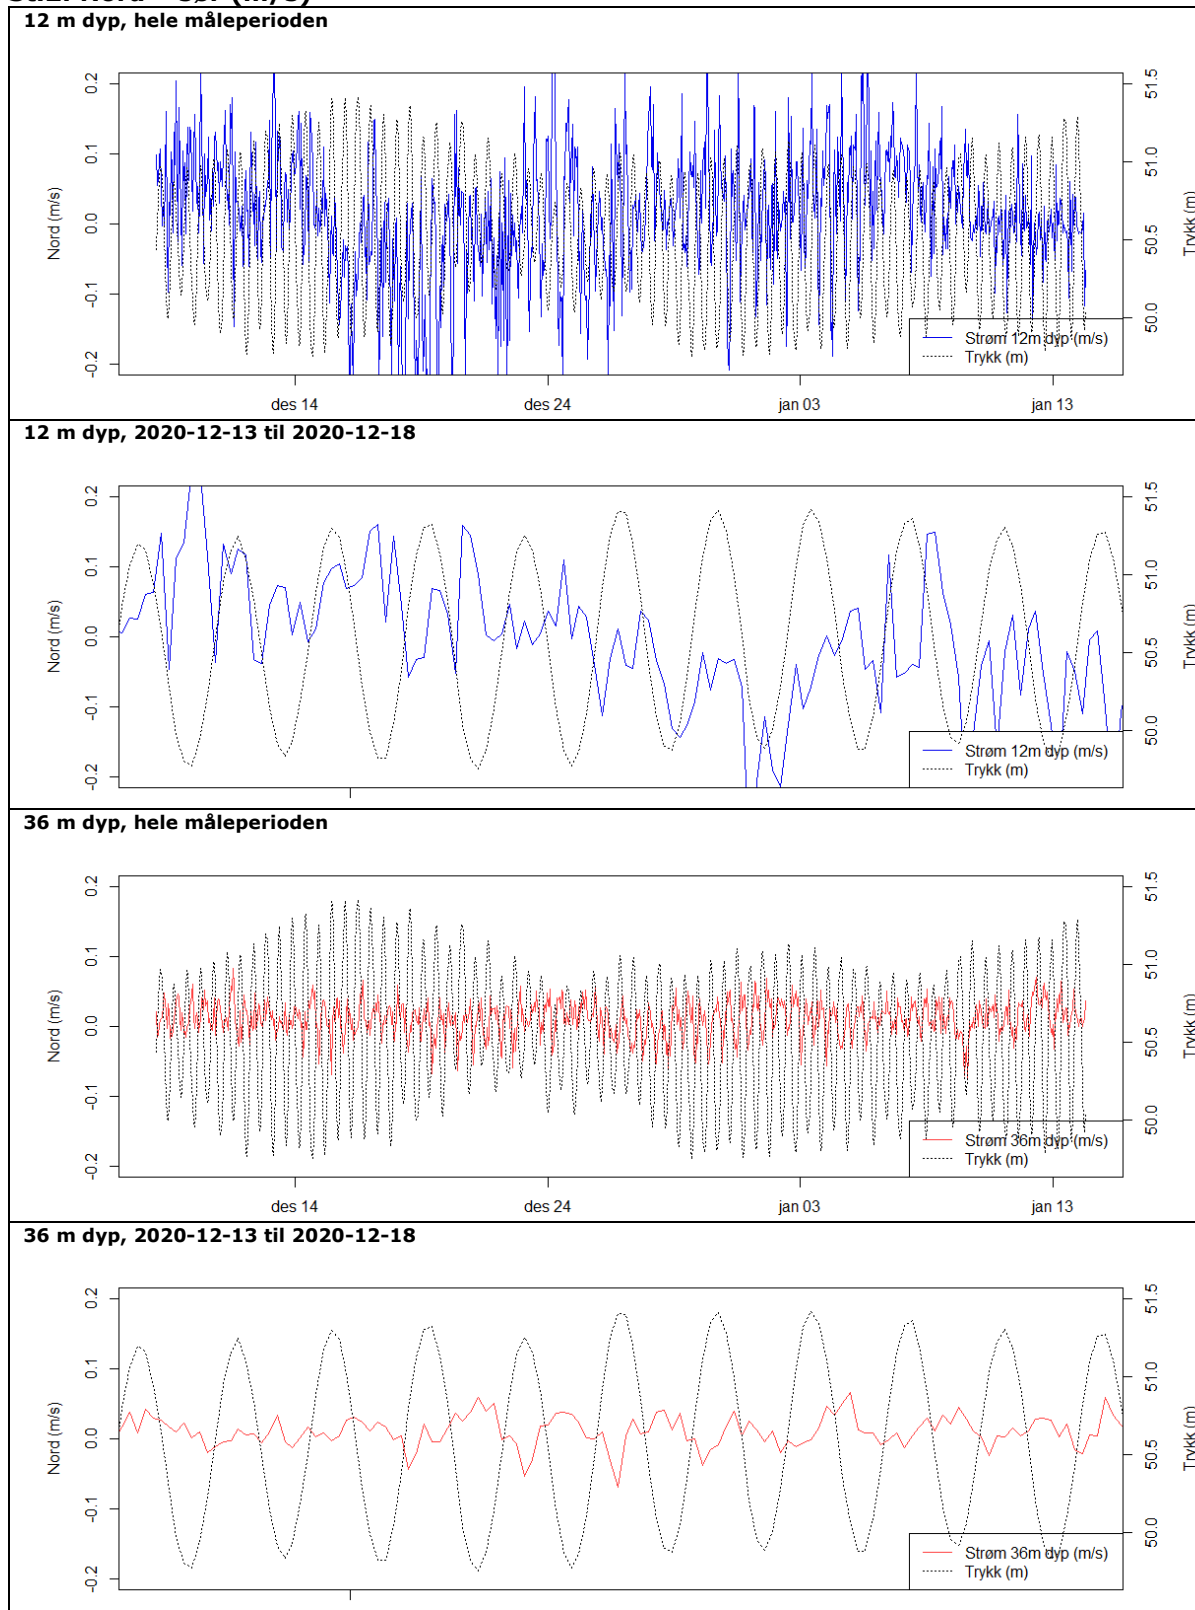 12 m dyp, hele måleperioden
0.2
0.1
0.0
-0.1
-0.2
Nord (m/s)
51.5
51.0
50.5
50.0
Trykk (m)
Strøm 12m dyp (m/s)
Trykk (m)
des 14
des 24
jan 03
jan 13
12 m dyp, 2020-12-13 til 2020-12-18
0.2
0.1
0.0
-0.1
-0.2
Nord (m/s)
51.5
51.0
50.5
50.0
Trykk (m)
Strøm 12m dyp (m/s)
Trykk (m)
36 m dyp, hele måleperioden
0.2
0.1
0.0
-0.1
-0.2
Nord (m/s)
51.5
51.0
50.5
50.0
Trykk (m)
Strøm 36m dyp (m/s)
Trykk (m)
des 14
des 24
jan 03
jan 13
36 m dyp, 2020-12-13 til 2020-12-18
0.2
0.1
0.0
-0.1
-0.2
Nord (m/s)
51.5
51.0
50.5
50.0
Trykk (m)
Strøm 36m dyp (m/s)
Trykk (m)